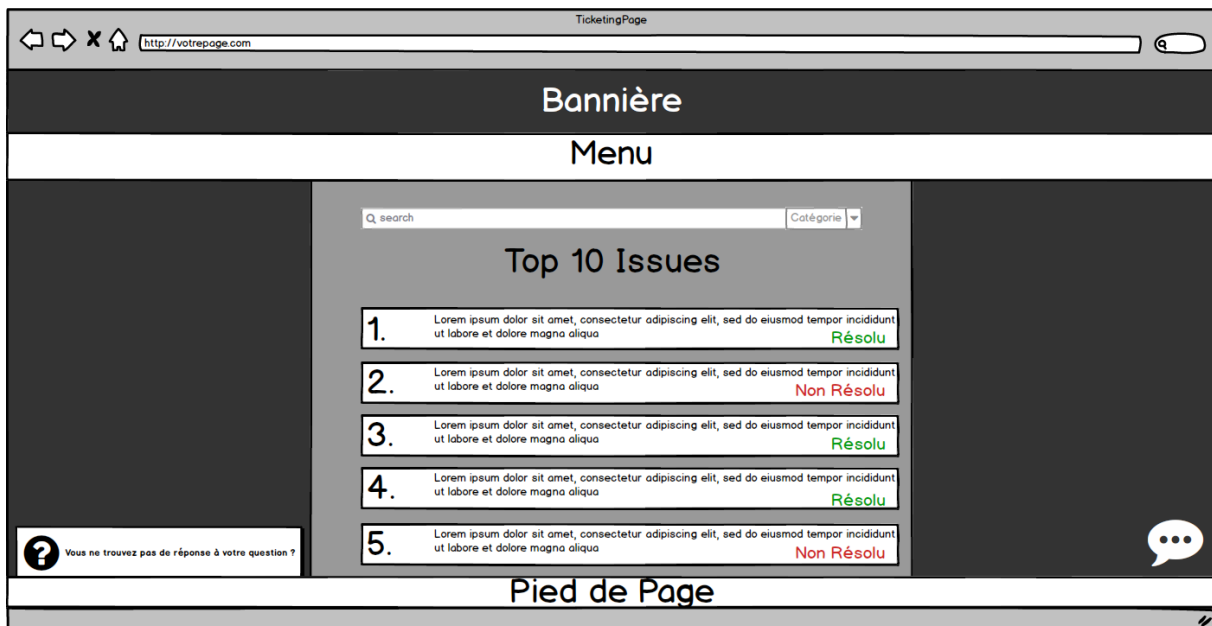 TicketingPage
http://votrepage.com
Bannière
Menu
search
Catègorie
Top 10 Issues
1.
Lorem ipsum dolor sit amet, consectetur adipiscing elit, sed do eiusmod tempor incididunt
ut labore et dolore magna aliqua
Résolu
2.
Lorem ipsum dolor sit amet, consectetur adipiscing elit, sed do eiusmod tempor incididunt
ut labore et dolore magna aliqua
Non Résolu
3.
Lorem ipsum dolor sit amet, consectetur adipiscing elit, sed do eiusmod tempor incididunt
ut labore et dolore magna aliqua
Résolu
4.
Lorem ipsum dolor sit amet, consectetur adipiscing elit, sed do eiusmod tempor incididunt
ut labore et dolore magna aliqua
Résolu
5.
Lorem ipsum dolor sit amet, consectetur adipiscing elit, sed do eiusmod tempor incididunt
ut labore et dolore magna aliqua
Non Résolu
? Vous ne trouvez pas de réponse à votre question ?
Pied de Page